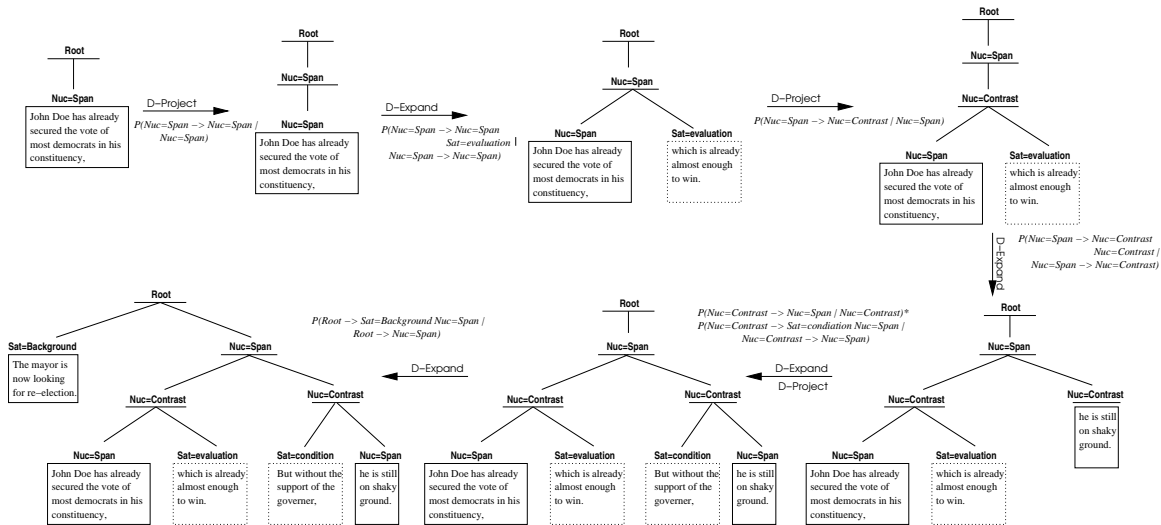 Root
Nuc=Span
John Doe has already
secured the vote of
most democrats in his
constituency,
D−Project
P(Nuc=Span −> Nuc=Span |
Nuc=Span)
Root
Nuc=Span
Nuc=Span
John Doe has already
secured the vote of
most democrats in his
constituency,
D−Expand
P(Nuc=Span −> Nuc=Span
Sat=evaluation |
Nuc=Span −> Nuc=Span)
Root
Nuc=Span
Nuc=Span
Sat=evaluation
John Doe has already
secured the vote of
most democrats in his
constituency,
which is already
almost enough
to win.
D−Project
P(Nuc=Span −> Nuc=Contrast | Nuc=Span)
Root
Nuc=Span
Nuc=Contrast
Nuc=Span
Sat=evaluation
John Doe has already
secured the vote of
most democrats in his
constituency,
which is already
almost enough
to win.
D−Expand
P(Nuc=Span −> Nuc=Contrast
Nuc=Contrast |
Nuc=Span −> Nuc=Contrast)
Root
Nuc=Span
Nuc=Contrast
Nuc=Contrast
he is still
on shaky
ground.
Nuc=Span
Sat=evaluation
John Doe has already
secured the vote of
most democrats in his
constituency,
which is already
almost enough
to win.
P(Nuc=Contrast −> Nuc=Span | Nuc=Contrast)*
P(Nuc=Contrast −> Sat=condiation Nuc=Span |
Nuc=Contrast −> Nuc=Span)
D−Expand
D−Project
Root
Nuc=Span
Nuc=Contrast
Nuc=Contrast
Nuc=Span
Sat=evaluation
Sat=condition
Nuc=Span
John Doe has already
secured the vote of
most democrats in his
constituency,
which is already
almost enough
to win.
But without the
support of the
governer,
he is still
on shaky
ground.
P(Root −> Sat=Background Nuc=Span |
Root −> Nuc=Span)
D−Expand
Root
Sat=Background
The mayor is
now looking
for re−election.
Nuc=Span
Nuc=Contrast
Nuc=Contrast
Nuc=Span
Sat=evaluation
Sat=condition
Nuc=Span
John Doe has already
secured the vote of
most democrats in his
constituency,
which is already
almost enough
to win.
But without the
support of the
governer,
he is still
on shaky
ground.